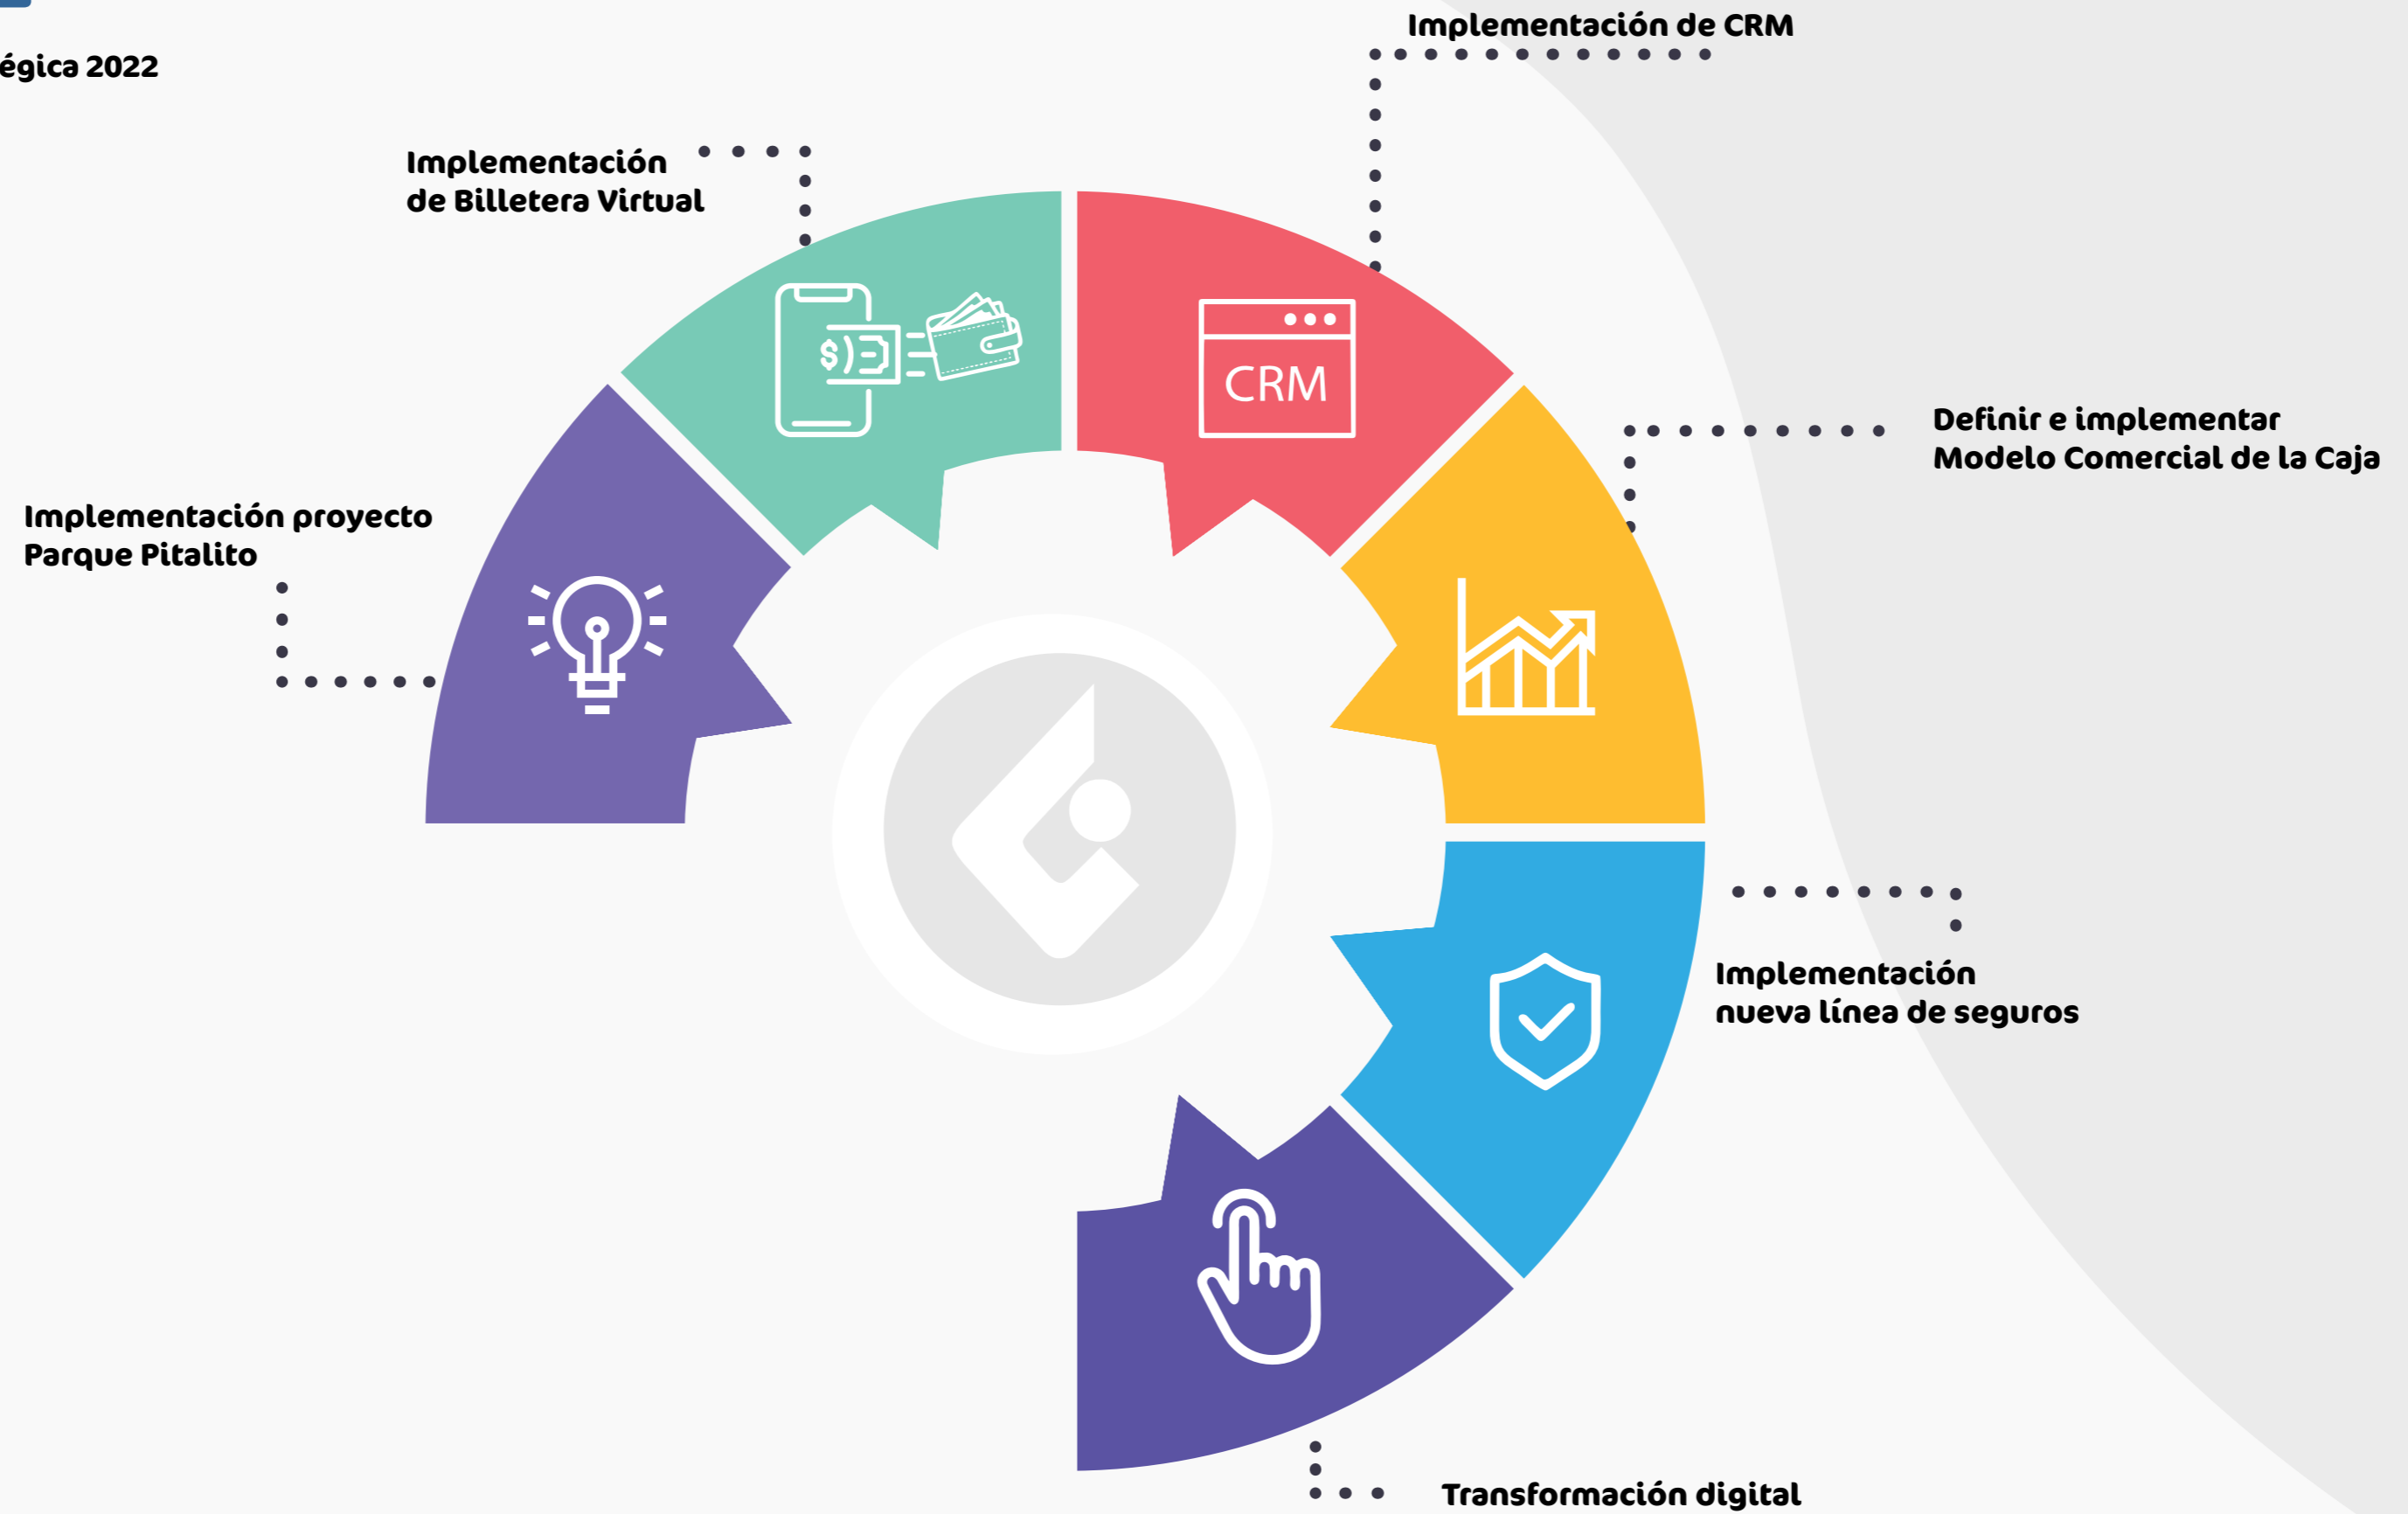 égica 2022
Implementación de CRM
Implementación
de Billetera Virtual
CRM
$
Definir e implementar
Modelo Comercial de la Caja
Implementación proyecto
Parque Pitalito
Implementación
nueva línea de seguros
Transformación digital